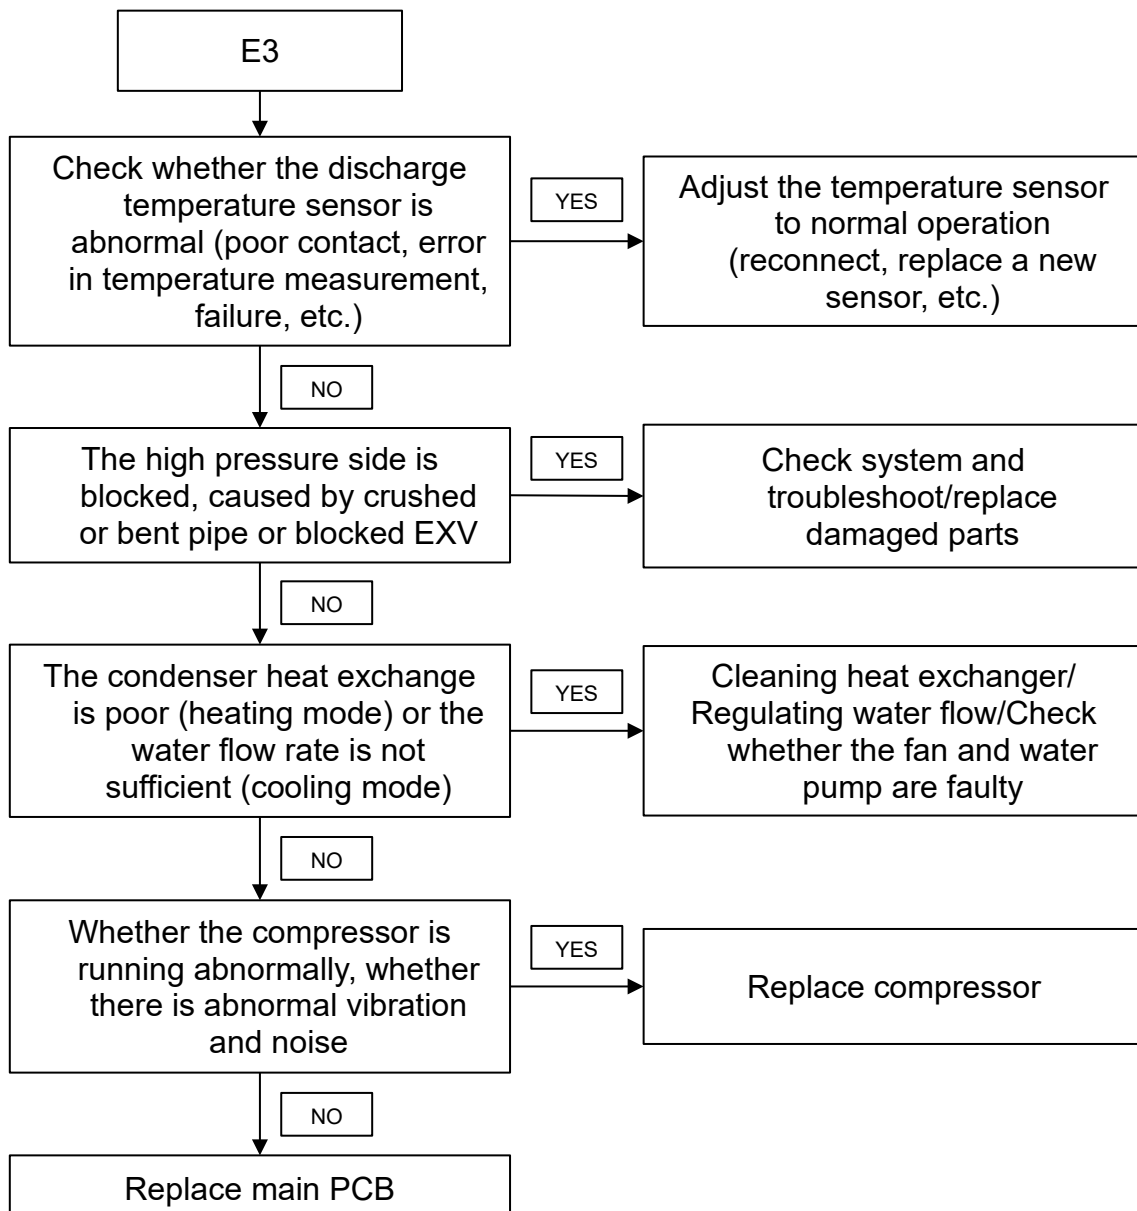 E3
Check whether the discharge
temperature sensor is
abnormal (poor contact, error
in temperature measurement,
failure, etc.)
YES
Adjust the temperature sensor
to normal operation
(reconnect, replace a new
sensor, etc.)
NO
The high pressure side is
blocked, caused by crushed
or bent pipe or blocked EXV
YES
Check system and
troubleshoot/replace
damaged parts
NO
The condenser heat exchange
is poor (heating mode) or the
water flow rate is not
sufficient (cooling mode)
YES
Cleaning heat exchanger/
Regulating water flow/Check
whether the fan and water
pump are faulty
NO
Whether the compressor is
running abnormally, whether
there is abnormal vibration
and noise
YES
Replace compressor
NO
Replace main PCB